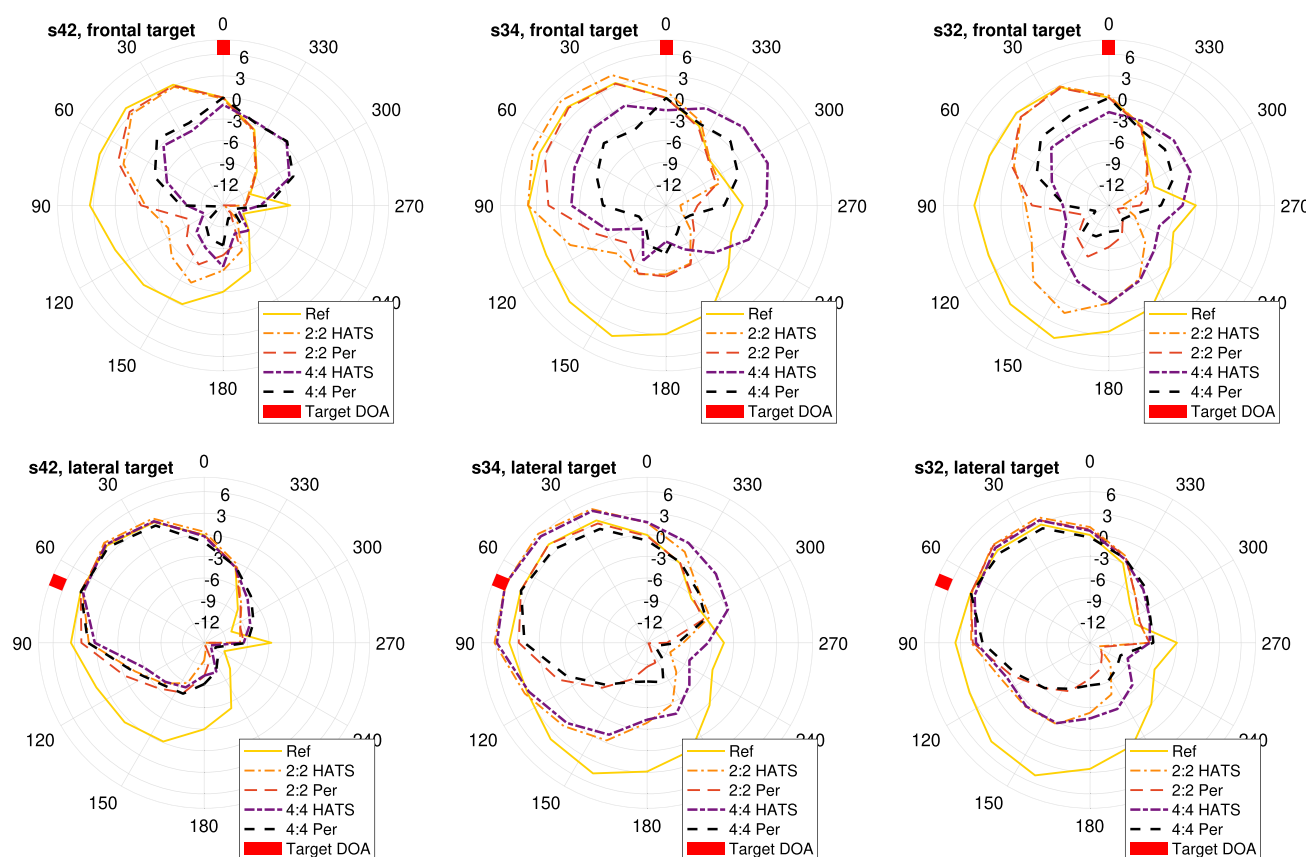 s42, frontal target
0
30
330
60
300
90
270
120
240
150
180
6
3
0
-3
-6
-9
-12
Ref
2:2 HATS
2:2 Per
4:4 HATS
4:4 Per
Target DOA
s34, frontal target
0
30
330
60
300
90
270
120
240
150
180
6
3
0
-3
-6
-9
-12
Ref
2:2 HATS
2:2 Per
4:4 HATS
4:4 Per
Target DOA
s32, frontal target
0
30
330
60
300
90
270
120
240
150
180
6
3
0
-3
-6
-9
-12
Ref
2:2 HATS
2:2 Per
4:4 HATS
4:4 Per
Target DOA
s42, lateral target
0
30
330
60
300
90
270
120
240
150
180
6
3
0
-3
-6
-9
-12
Ref
2:2 HATS
2:2 Per
4:4 HATS
4:4 Per
Target DOA
s34, lateral target
0
30
330
60
300
90
270
120
240
150
180
6
3
0
-3
-6
-9
-12
Ref
2:2 HATS
2:2 Per
4:4 HATS
4:4 Per
Target DOA
s32, lateral target
0
30
330
60
300
90
270
120
240
150
180
6
3
0
-3
-6
-9
-12
Ref
2:2 HATS
2:2 Per
4:4 HATS
4:4 Per
Target DOA